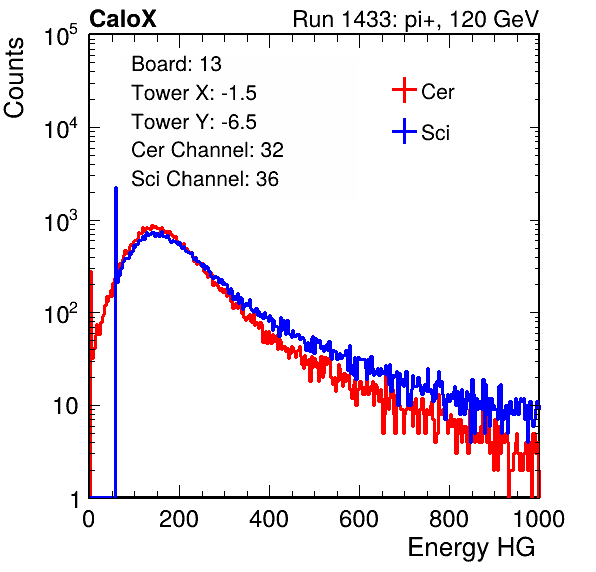 CaloX Run 1433: pi+, 120 GeV
Counts
Board: 13
Tower X: -1.5
Tower Y: -6.5
Cer Channel: 32
Sci Channel: 36
Cer
Sci
10^5
10^4
10^3
10^2
10
1
0 200 400 600 800 1000
Energy HG